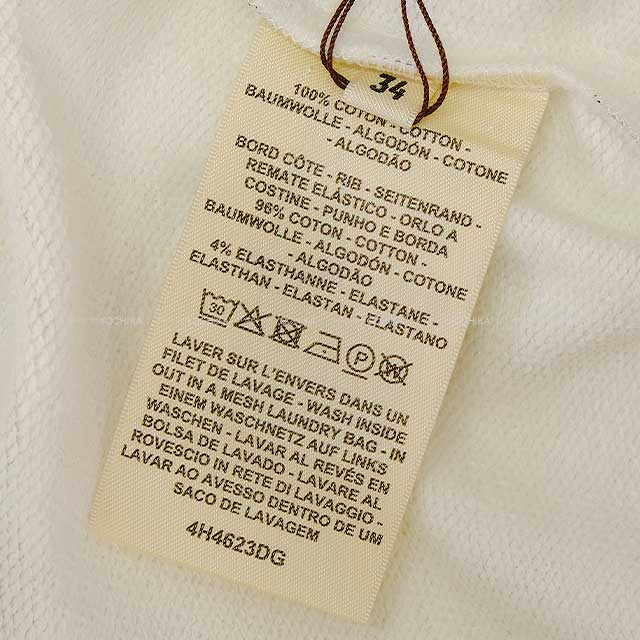 34
100% COTON - COTTON -
BAUMWOLLE - ALGODÓN - COTONE
- ALGODÃO
BORD CÔTE - RIB - SEITENRAND -
REMATE ELÁSTICO - ORLO A
COSTINE - PUNHO E BORDA
96% COTON - COTTON -
BAUMWOLLE - ALGODÓN - COTONE
- ALGODÃO
4% ELASTHANNE - ELASTANE -
ELASTHAN - ELASTAN - ELASTANO
30 P W
LAVER SUR L'ENVERS DANS UN
FILET DE LAVAGE - WASH INSIDE
OUT IN A MESH LAUNDRY BAG - IN
EINEM WASCHNETZ AUF LINKS
WASCHEN - LAVAR AL REVÉS EN
BOLSA DE LAVADO - LAVARE AL
ROVESCIO IN RETE DI LAVAGGIO -
LAVAR AO AVESSO DENTRO DE UM
SACO DE LAVAGEM
4H4623DG